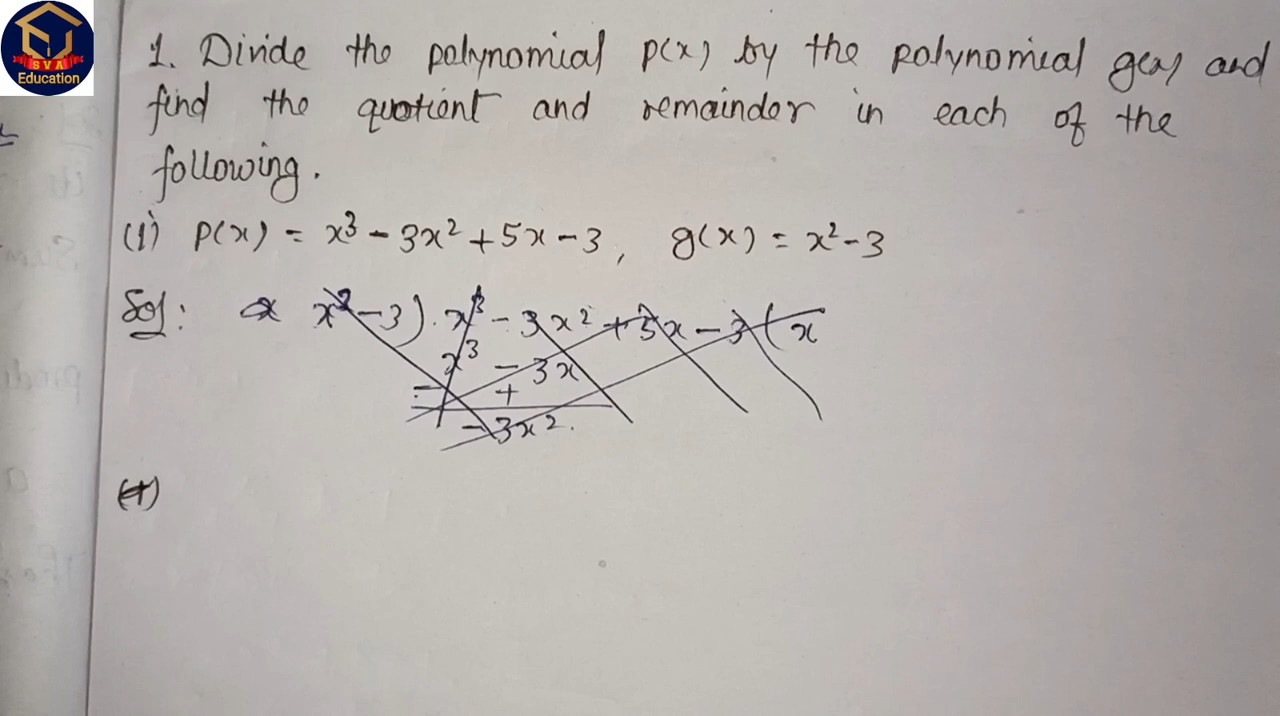 SVA
Education
1. Divide the polynomial p(x) by the polynomial g(x) and
find the quotient and remainder in each of the
following.
(i) P(x) = x³ - 3x² + 5x - 3, g(x) = x² - 3
Sol: x² - 3) x³ - 3x² + 5x - 3 (x
x³ - 3x
- +
- 3x²